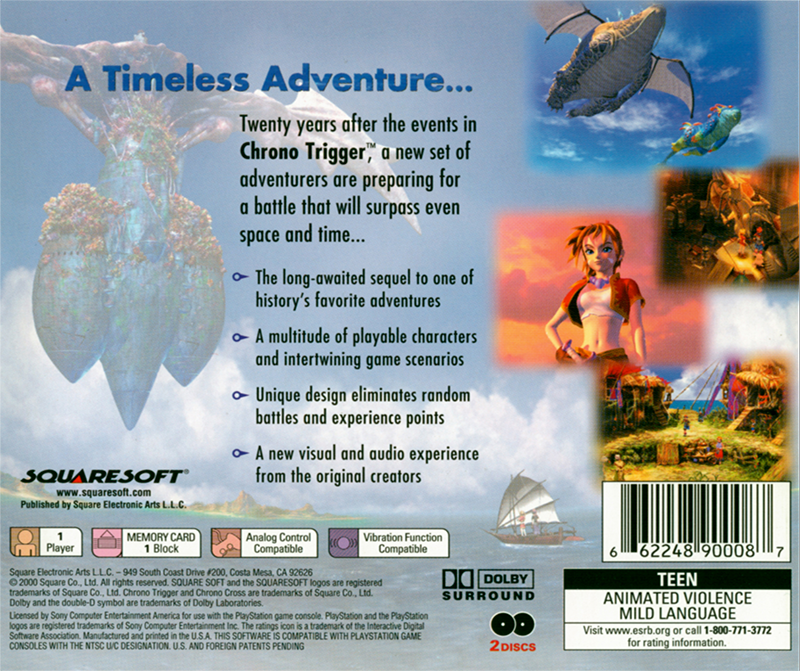 A Timeless Adventure...
Twenty years after the events in
Chrono Trigger™, a new set of
adventurers are preparing for
a battle that will surpass even
space and time...
The long-awaited sequel to one of
history's favorite adventures
A multitude of playable characters
and intertwining game scenarios
Unique design eliminates random
battles and experience points
A new visual and audio experience
from the original creators
SQUARESOFT®
www.squaresoft.com
Published by Square Electronic Arts L.L.C.
1
Player
MEMORY CARD
1 Block
Analog Control
Compatible
Vibration Function
Compatible
Square Electronic Arts L.L.C. – 949 South Coast Drive #200, Costa Mesa, CA 92626
© 2000 Square Co., Ltd. All rights reserved. SQUARE SOFT and the SQUARESOFT logos are registered
trademarks of Square Co., Ltd. Chrono Trigger and Chrono Cross are trademarks of Square Co., Ltd.
Dolby and the double-D symbol are trademarks of Dolby Laboratories.
Licensed by Sony Computer Entertainment America for use with the PlayStation game console. PlayStation and the PlayStation
logos are registered trademarks of Sony Computer Entertainment Inc. The ratings icon is a trademark of the Interactive Digital
Software Association. Manufactured and printed in the U.S.A. THIS SOFTWARE IS COMPATIBLE WITH PLAYSTATION GAME
CONSOLES WITH THE NTSC U/C DESIGNATION. U.S. AND FOREIGN PATENTS PENDING
DOLBY
SURROUND
2 DISCS
6 62248 90008 7
TEEN
ANIMATED VIOLENCE
MILD LANGUAGE
Visit www.esrb.org or call 1-800-771-3772
for rating information.